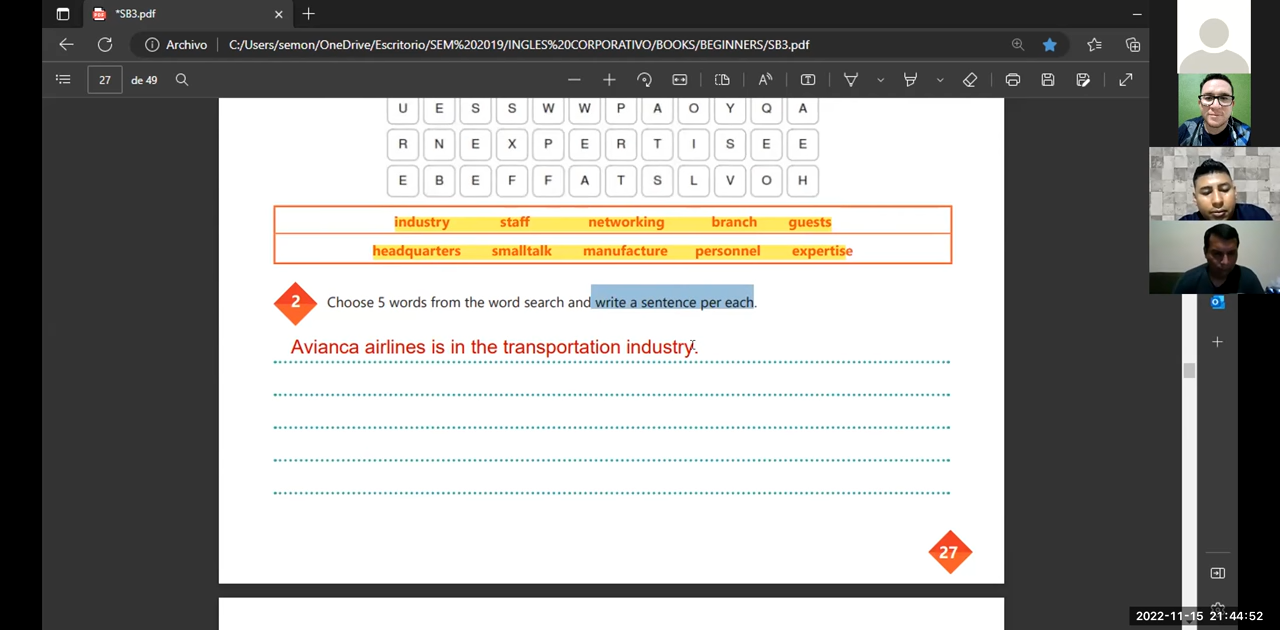 *SB3.pdf
Archivo
C:/Users/semon/OneDrive/Escritorio/SEM%202019/INGLES%20CORPORATIVO/BOOKS/BEGINNERS/SB3.pdf
27 de 49
U E S S W W P A O Y Q A
R N E X P E R T I S E E
E B E F F A T S L V O H
industry staff networking branch guests
headquarters smalltalk manufacture personnel expertise
2 Choose 5 words from the word search and write a sentence per each.
Avianca airlines is in the transportation industry.
27
2022-11-15 21:44:52